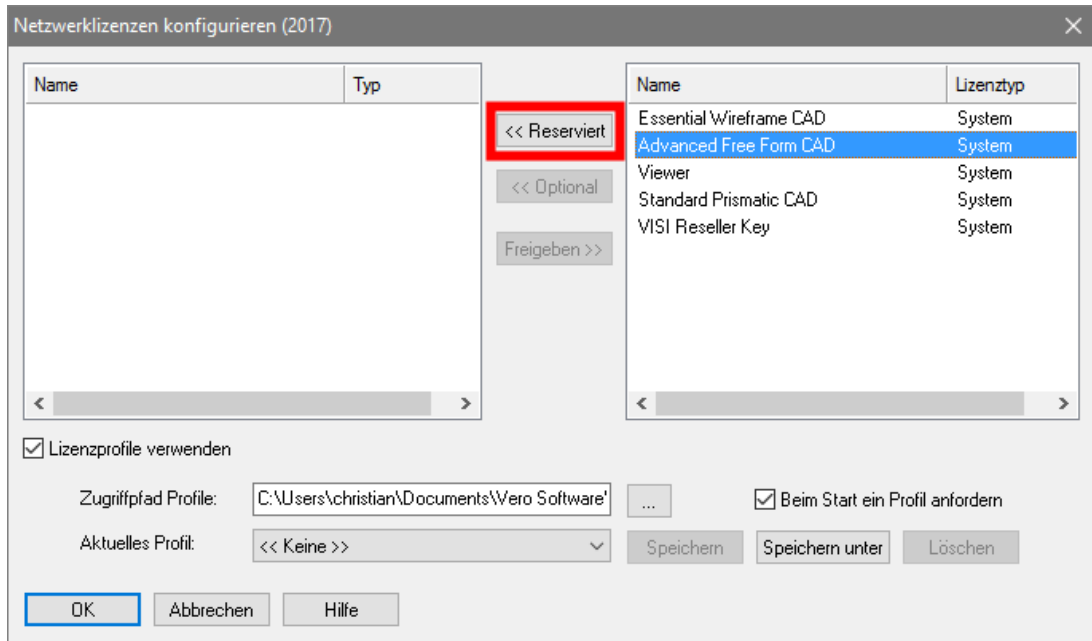 Netzwerklizenzen konfigurieren (2017)
Name Typ
<< Reserviert
<< Optional
Freigeben >>
Name Lizenztyp
Essential Wireframe CAD System
Advanced Free Form CAD System
Viewer System
Standard Prismatic CAD System
VISI Reseller Key System
Lizenzprofile verwenden
Zugriffpfad Profile: C:\Users\christian\Documents\Vero Software' ... Beim Start ein Profil anfordern
Aktuelles Profil: << Keine >> Speichern Speichern unter Löschen
OK Abbrechen Hilfe